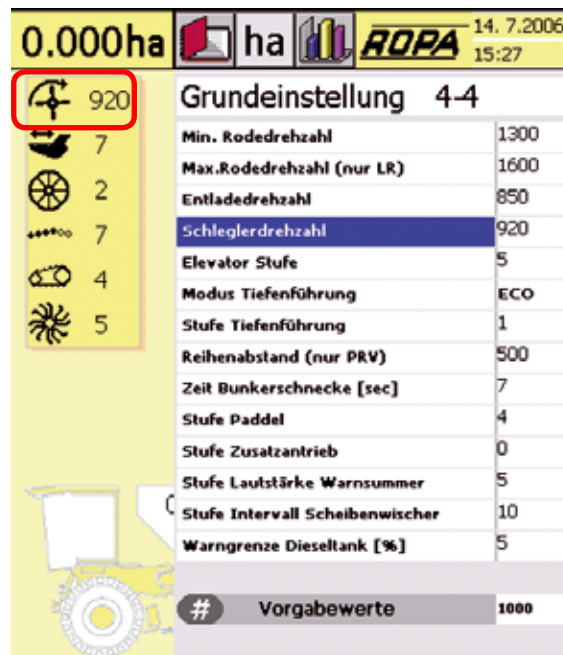 0.000ha ha ROPA 14. 7.2006
15:27
920
7
2
7
4
5
Grundeinstellung 4-4
Min. Rodedrehzahl 1300
Max.Rodedrehzahl (nur LR) 1600
Entladedrehzahl 850
Schleglerdrehzahl 920
Elevator Stufe 5
Modus Tiefenführung ECO
Stufe Tiefenführung 1
Reihenabstand (nur PRV) 500
Zeit Bunkerschnecke [sec] 7
Stufe Paddel 4
Stufe Zusatzantrieb 0
Stufe Lautstärke Warnsummer 5
Stufe Intervall Scheibenwischer 10
Warngrenze Dieseltank [%] 5
# Vorgabewerte 1000